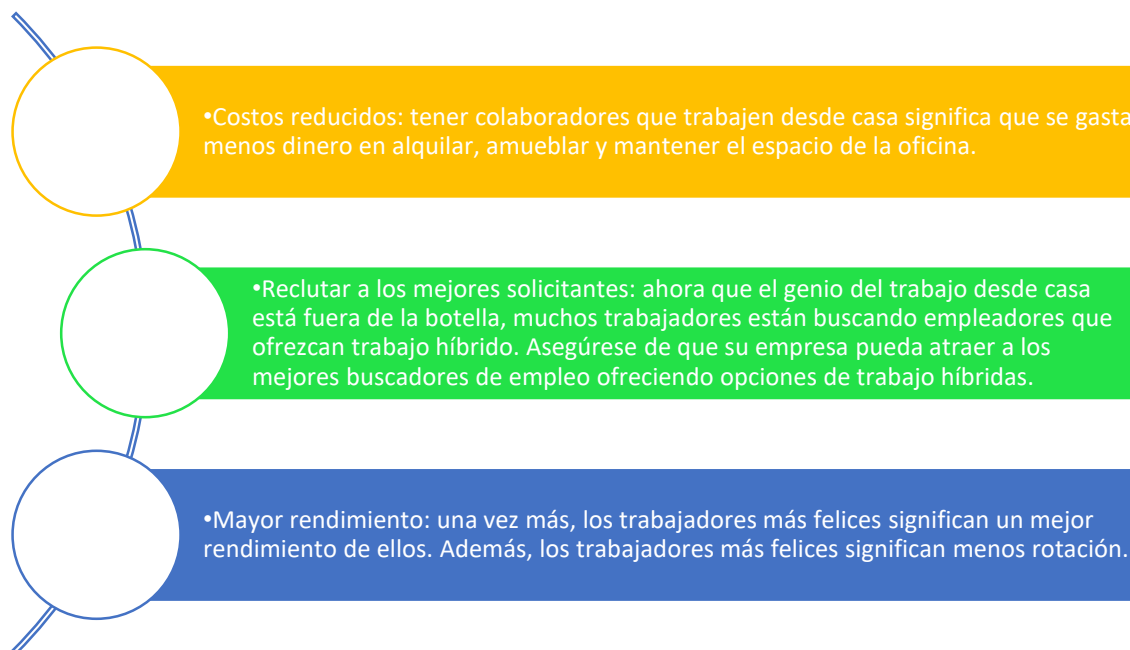 •Costos reducidos: tener colaboradores que trabajen desde casa significa que se gasta
menos dinero en alquilar, amueblar y mantener el espacio de la oficina.
•Reclutar a los mejores solicitantes: ahora que el genio del trabajo desde casa
está fuera de la botella, muchos trabajadores están buscando empleadores que
ofrezcan trabajo híbrido. Asegúrese de que su empresa pueda atraer a los
mejores buscadores de empleo ofreciendo opciones de trabajo híbridas.
•Mayor rendimiento: una vez más, los trabajadores más felices significan un mejor
rendimiento de ellos. Además, los trabajadores más felices significan menos rotación.